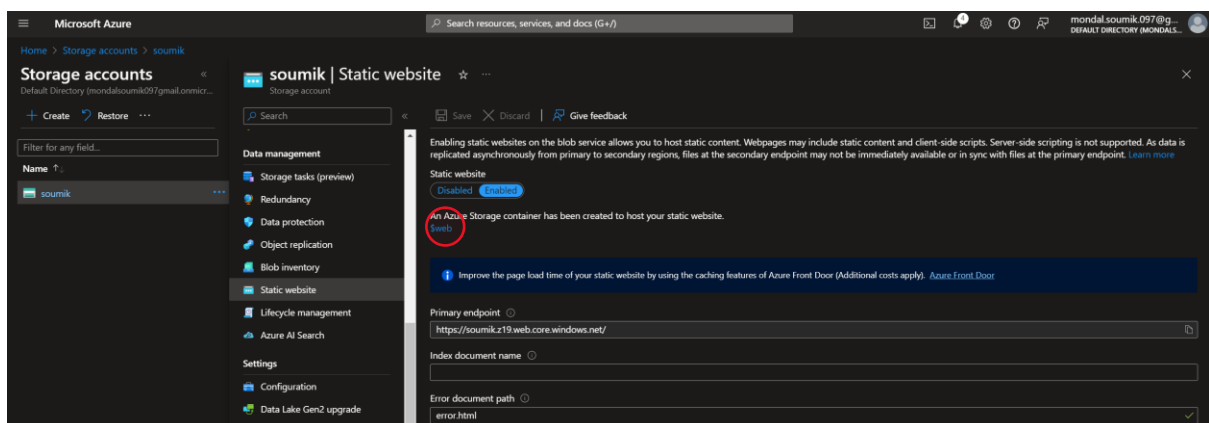 Microsoft Azure
Search resources, services, and docs (G+/)
mondal.soumik.097@g...
DEFAULT DIRECTORY (MONDALS...
Home > Storage accounts > soumik
Storage accounts
Default Directory (mondalsoumik097gmail.onmicr...
+ Create Restore ...
Filter for any field...
Name ↑
soumik ...
soumik | Static website ☆ ...
Storage account
Search
Data management
Storage tasks (preview)
Redundancy
Data protection
Object replication
Blob inventory
Static website
Lifecycle management
Azure AI Search
Settings
Configuration
Data Lake Gen2 upgrade
Save Discard | Give feedback
Enabling static websites on the blob service allows you to host static content. Webpages may include static content and client-side scripts. Server-side scripting is not supported. As data is
replicated asynchronously from primary to secondary regions, files at the secondary endpoint may not be immediately available or in sync with files at the primary endpoint. Learn more
Static website
Disabled Enabled
An Azure Storage container has been created to host your static website.
$web
Improve the page load time of your static website by using the caching features of Azure Front Door (Additional costs apply). Azure Front Door
Primary endpoint
https://soumik.z19.web.core.windows.net/
Index document name
Error document path
error.html